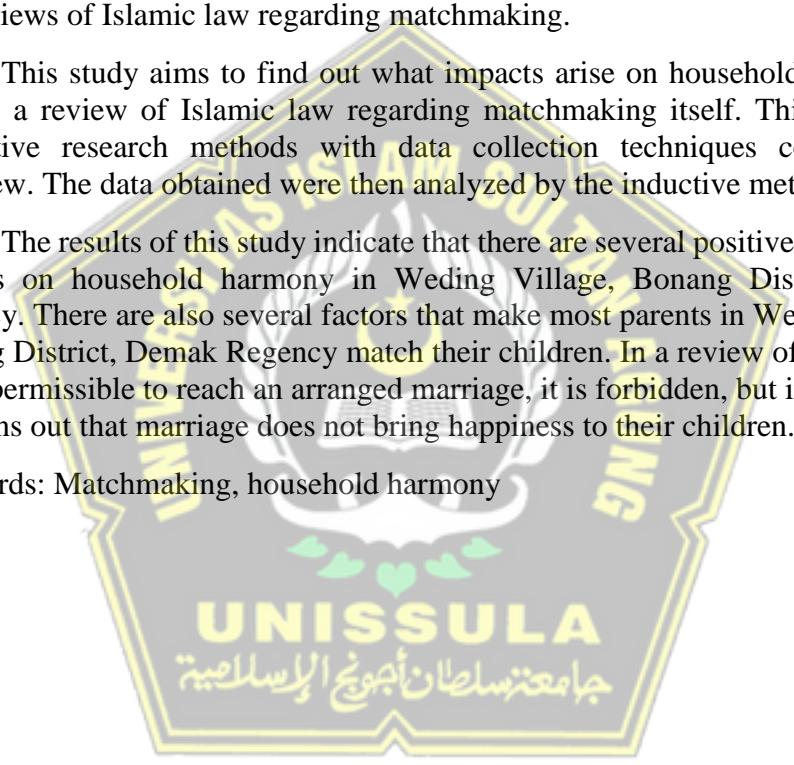 iews of Islamic law regarding matchmaking.
This study aims to find out what impacts arise on household
a review of Islamic law regarding matchmaking itself. Thi
tive research methods with data collection techniques c
ew. The data obtained were then analyzed by the inductive met
The results of this study indicate that there are several positive
s on household harmony in Weding Village, Bonang Dis
y. There are also several factors that make most parents in We
g District, Demak Regency match their children. In a review of
permissible to reach an arranged marriage, it is forbidden, but i
ns out that marriage does not bring happiness to their children.
rds: Matchmaking, household harmony
UNIVERSITAS ISLAM SULTAN AGUNG
UNISSULA
جامعة سلطان أجونج الإسلامية